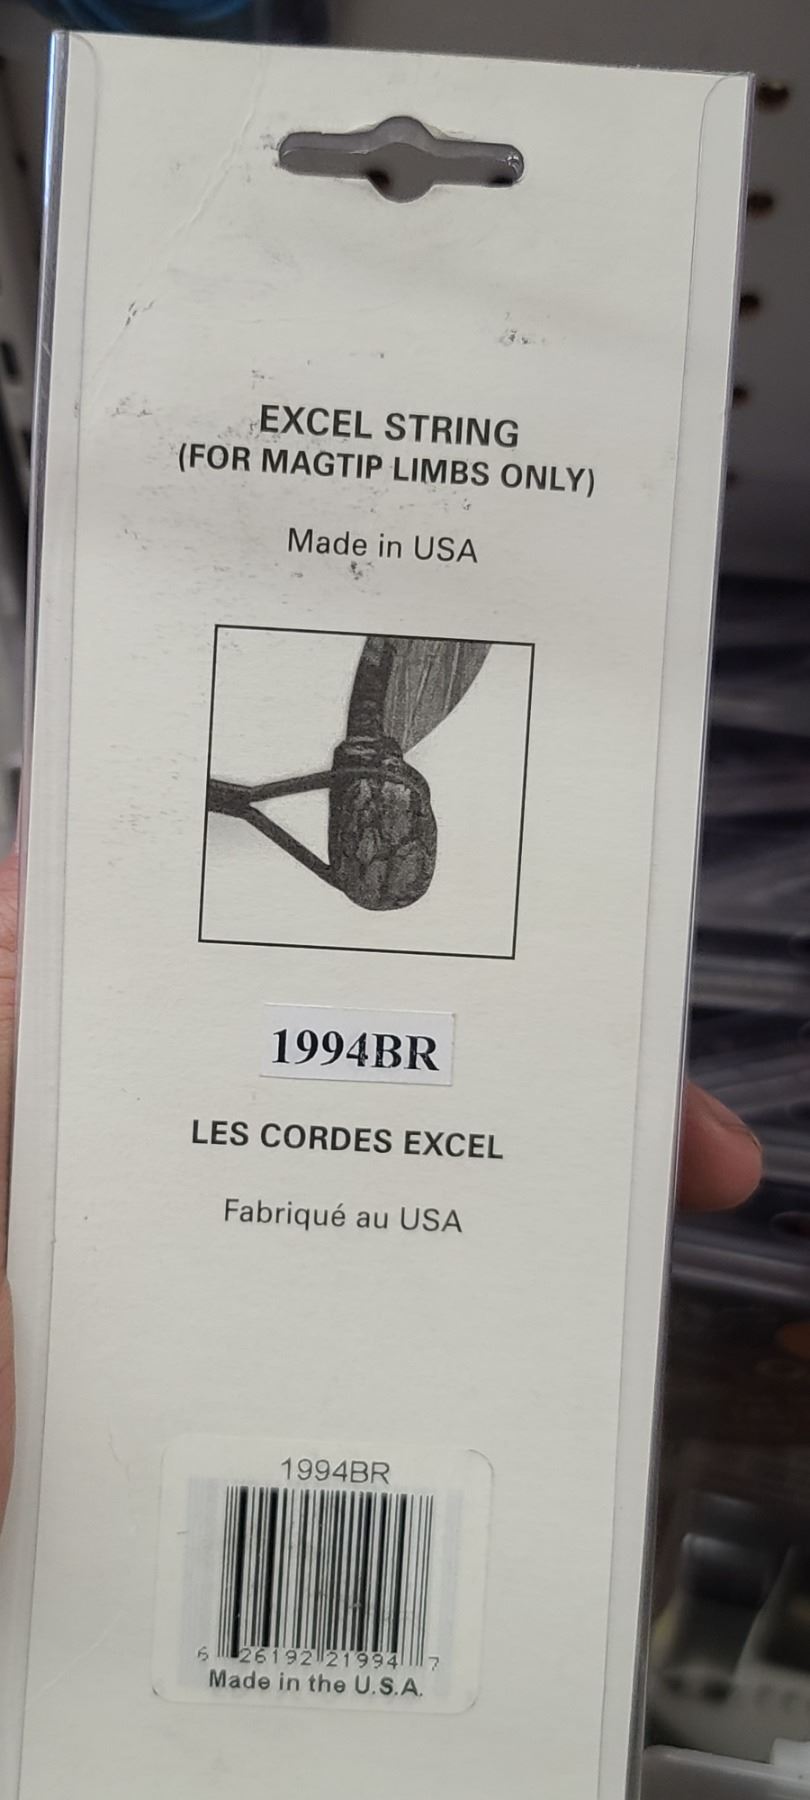 EXCEL STRING
(FOR MAGTIP LIMBS ONLY)
Made in USA
1994BR
LES CORDES EXCEL
Fabriqué au USA
1994BR
6 26192 21994 7
Made in the U.S.A.